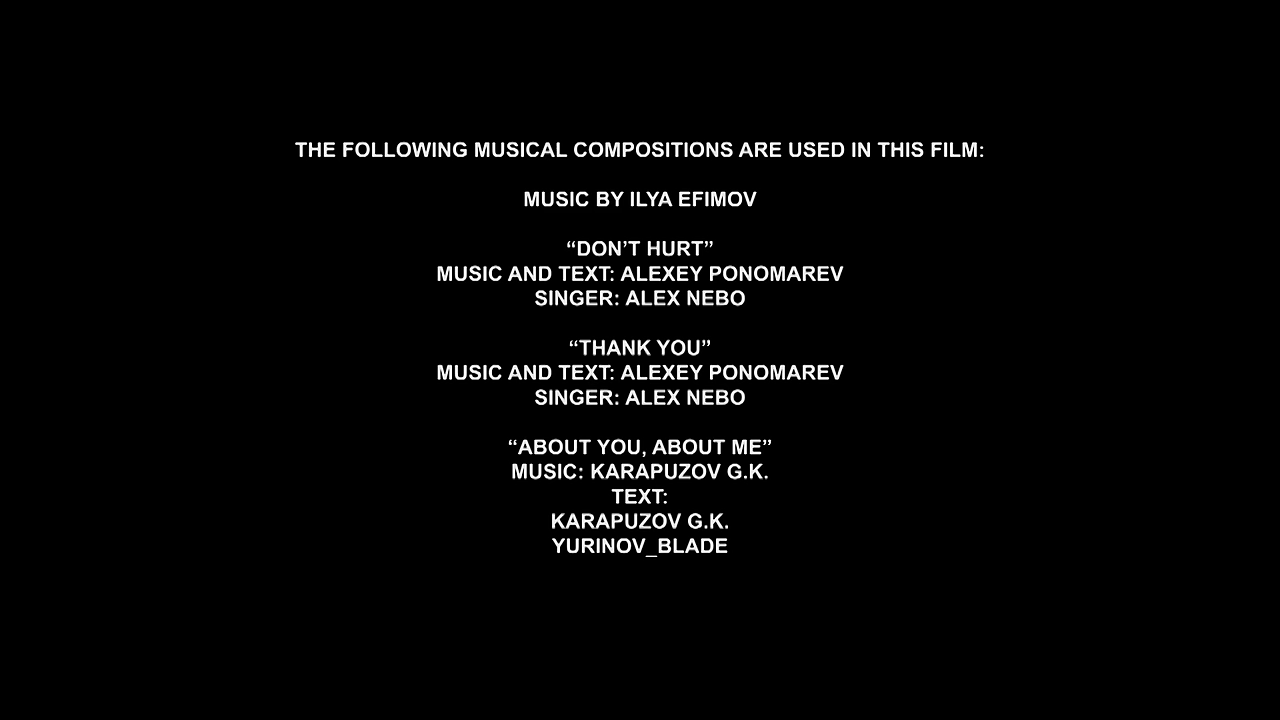 THE FOLLOWING MUSICAL COMPOSITIONS ARE USED IN THIS FILM:
MUSIC BY ILYA EFIMOV
“DON’T HURT”
MUSIC AND TEXT: ALEXEY PONOMAREV
SINGER: ALEX NEBO
“THANK YOU”
MUSIC AND TEXT: ALEXEY PONOMAREV
SINGER: ALEX NEBO
“ABOUT YOU, ABOUT ME”
MUSIC: KARAPUZOV G.K.
TEXT:
KARAPUZOV G.K.
YURINOV_BLADE